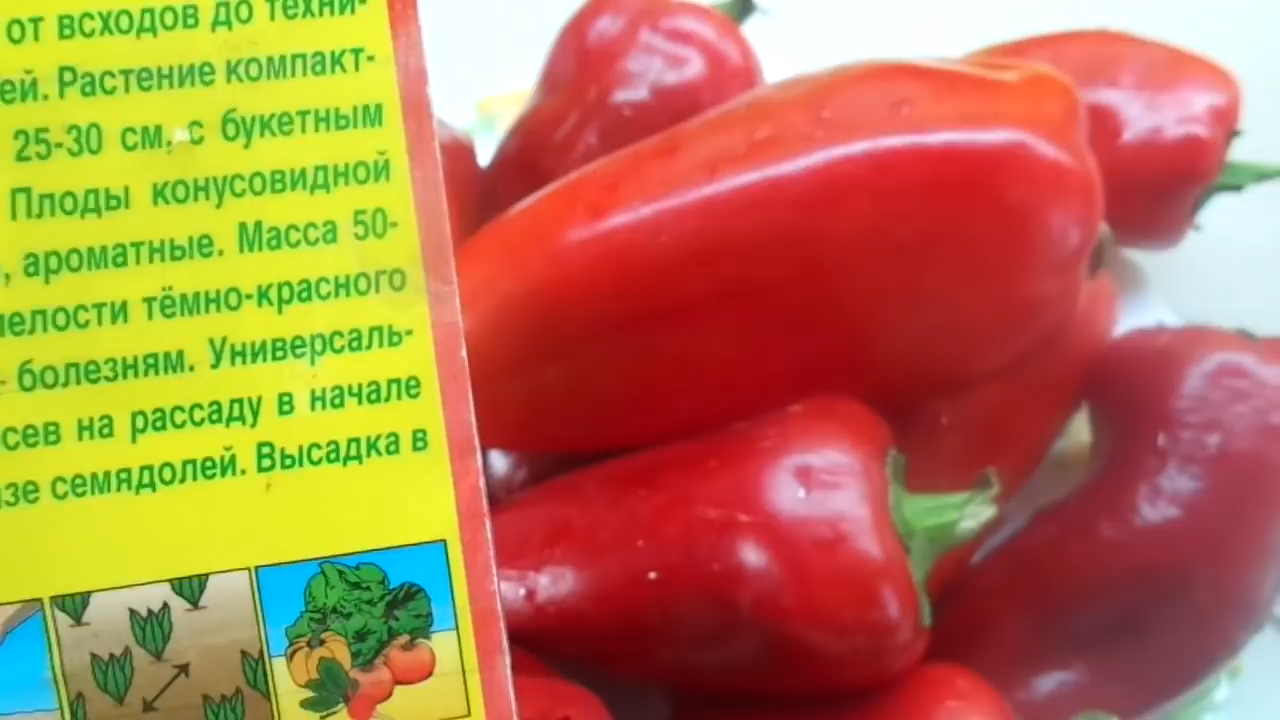 от всходов до техни-
ей. Растение компакт-
25-30 см, с букетным
Плоды конусовидной
, ароматные. Масса 50-
елости тёмно-красного
болезням. Универсаль-
сев на рассаду в начале
зе семядолей. Высадка в